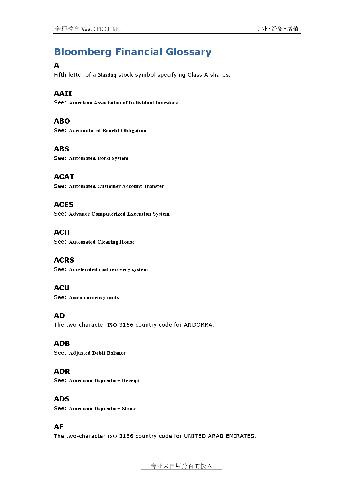 Bloomberg Financial Glossary
A
Fifth letter of a Nasdaq stock symbol specifying Class A shares.
AAII
See: American Association of Individual Investors
ABO
See: Accumulated Benefit Obligation
ABS
See: Automated Bond System
ACAT
See: Automated Customer Account Transfer
ACES
See: Advance Computerized Execution System
ACH
See: Automated Clearing House
ACRS
See: Accelerated cost recovery system
ACU
See: Asian currency units
AD
The two-character ISO 3166 country code for ANDORRA.
ADB
See: Adjusted Debit Balance
ADR
See: American Depositary Receipt
ADS
See: American Depositary Share
AE
The two-character ISO 3166 country code for UNITED ARAB EMIRATES.